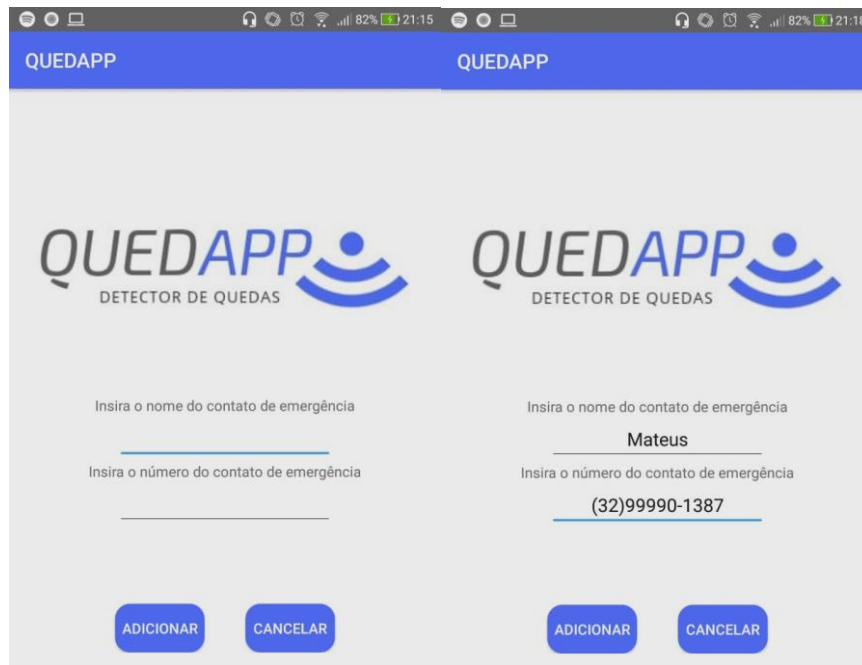 82% 21:15
QUEDAPP
QUEDAPP
DETECTOR DE QUEDAS
Insira o nome do contato de emergência
Insira o número do contato de emergência
ADICIONAR CANCELAR
82% 21:18
QUEDAPP
QUEDAPP
DETECTOR DE QUEDAS
Insira o nome do contato de emergência
Mateus
Insira o número do contato de emergência
(32)99990-1387
ADICIONAR CANCELAR